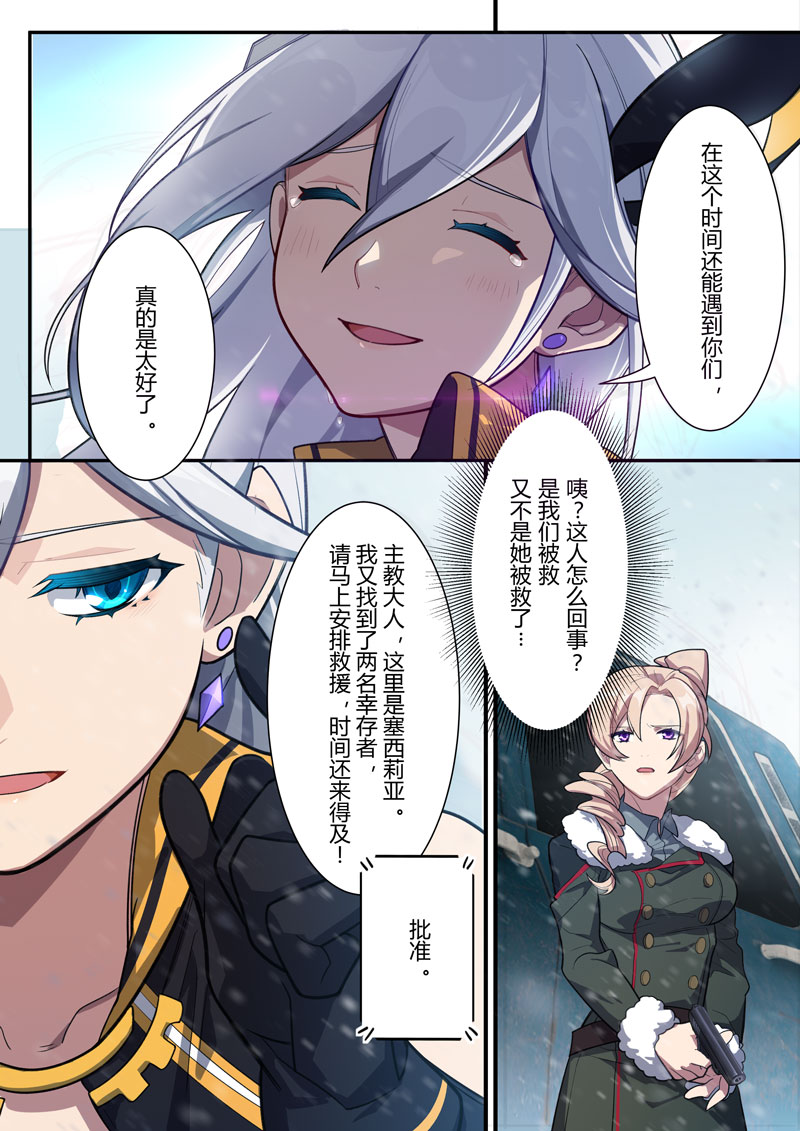 在这个时间还能遇到你们，
真的是太好了。
咦？这人怎么回事？
是我们被救
又不是她被救了…
主教大人，这里是塞西莉亚。
我又找到了两名幸存者，
请马上安排救援，时间还来得及！
批准。